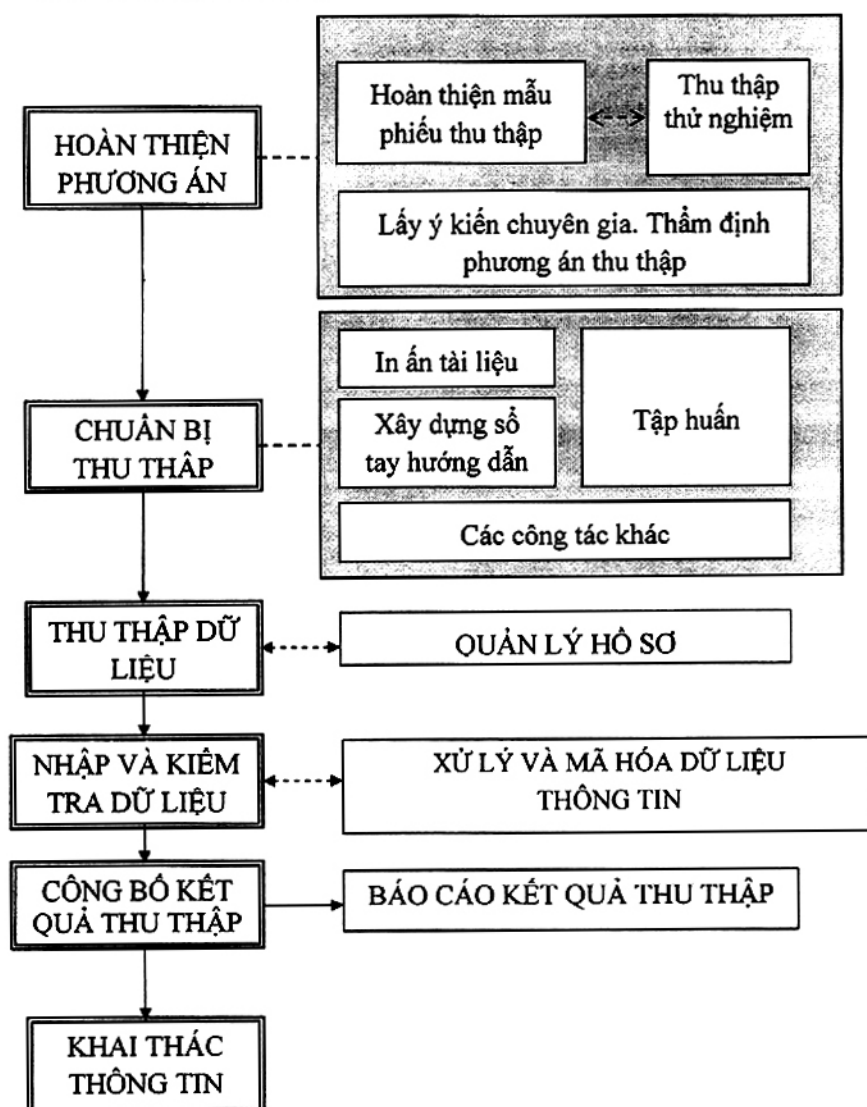 HOÀN THIỆN
PHƯƠNG ÁN
Hoàn thiện mẫu
phiếu thu thập
Thu thập
thử nghiệm
Lấy ý kiến chuyên gia. Thẩm định
phương án thu thập
CHUẨN BỊ
THU THẬP
In ấn tài liệu
Xây dựng sổ
tay hướng dẫn
Tập huấn
Các công tác khác
THU THẬP DỮ
LIỆU
QUẢN LÝ HỒ SƠ
NHẬP VÀ KIỂM
TRA DỮ LIỆU
XỬ LÝ VÀ MÃ HÓA DỮ LIỆU
THÔNG TIN
CÔNG BỐ KẾT
QUẢ THU THẬP
BÁO CÁO KẾT QUẢ THU THẬP
KHAI THÁC
THÔNG TIN